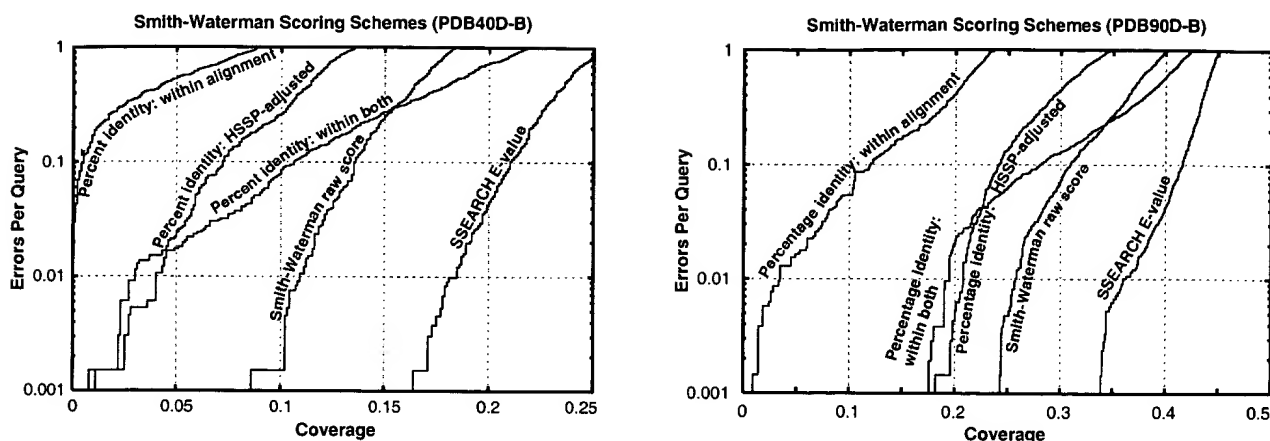 Smith-Waterman Scoring Schemes (PDB40D-B)
Errors Per Query
1
0.1
0.01
0.001
Percent Identity: within alignment
Percent Identity: HSSP-adjusted
Percent Identity: within both
Smith-Waterman raw score
SSEARCH E-value
0
0.05
0.1
0.15
0.2
0.25
Coverage
Smith-Waterman Scoring Schemes (PDB90D-B)
Errors Per Query
1
0.1
0.01
0.001
Percentage Identity: within alignment
Percentage Identity:
within both
Percentage Identity: HSSP-adjusted
Smith-Waterman raw score
SSEARCH E-value
0
0.1
0.2
0.3
0.4
0.5
Coverage